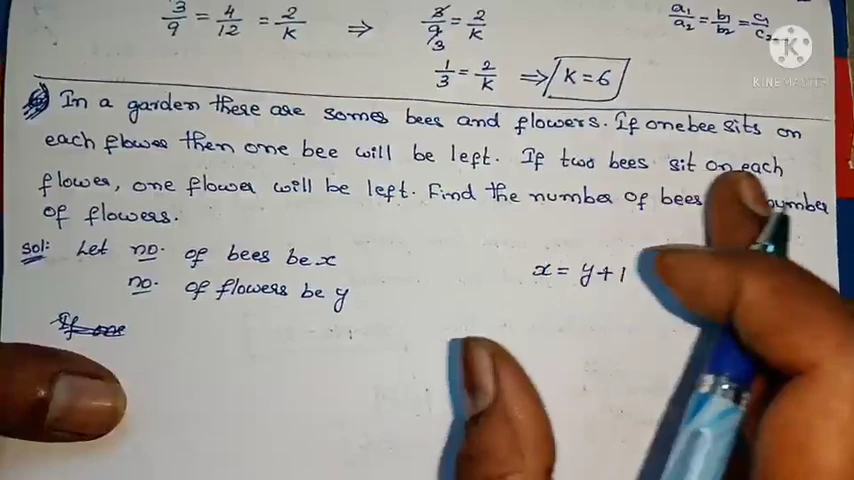 3/9 = 4/12 = 2/k ⇒ 3/9 = 2/k
3
1/3 = 2/k ⇒ k = 6
a₁/a₂ = b₁/b₂ = c₁/c₂
KINEMASTER
In a garden there are somes bees and flowers. If one bee sits on
each flower then one bee will be left. If two bees sit on each
flower, one flower will be left. Find the number of bees number
of flowers.
Sol: Let no. of bees be x
no. of flowers be y
x = y+1
If one